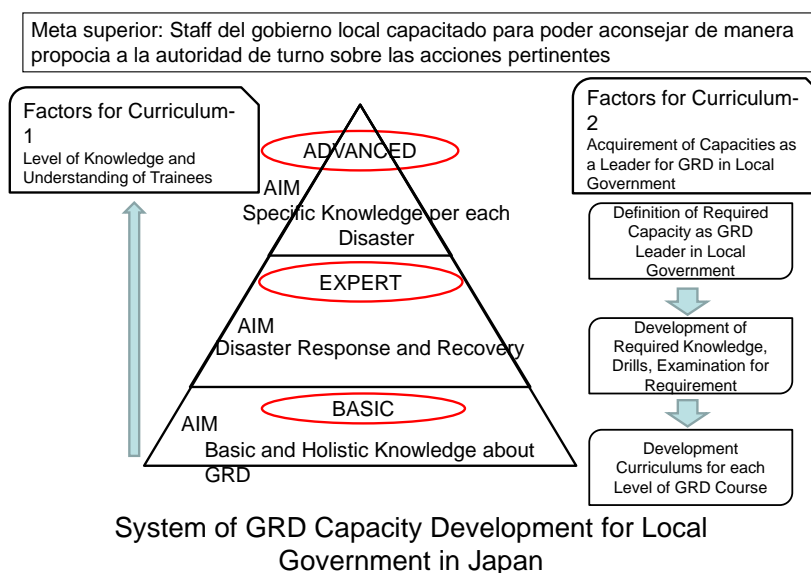 Meta superior: Staff del gobierno local capacitado para poder aconsejar de manera
propocia a la autoridad de turno sobre las acciones pertinentes
Factors for Curriculum-
1
Level of Knowledge and
Understanding of Trainees
ADVANCED
AIM
Specific Knowledge per each
Disaster
EXPERT
AIM
Disaster Response and Recovery
BASIC
AIM
Basic and Holistic Knowledge about
GRD
Factors for Curriculum-
2
Acquirement of Capacities as
a Leader for GRD in Local
Government
Definition of Required
Capacity as GRD
Leader in Local
Government
Development of
Required Knowledge,
Drills, Examination for
Requirement
Development
Curriculums for each
Level of GRD Course
System of GRD Capacity Development for Local
Government in Japan